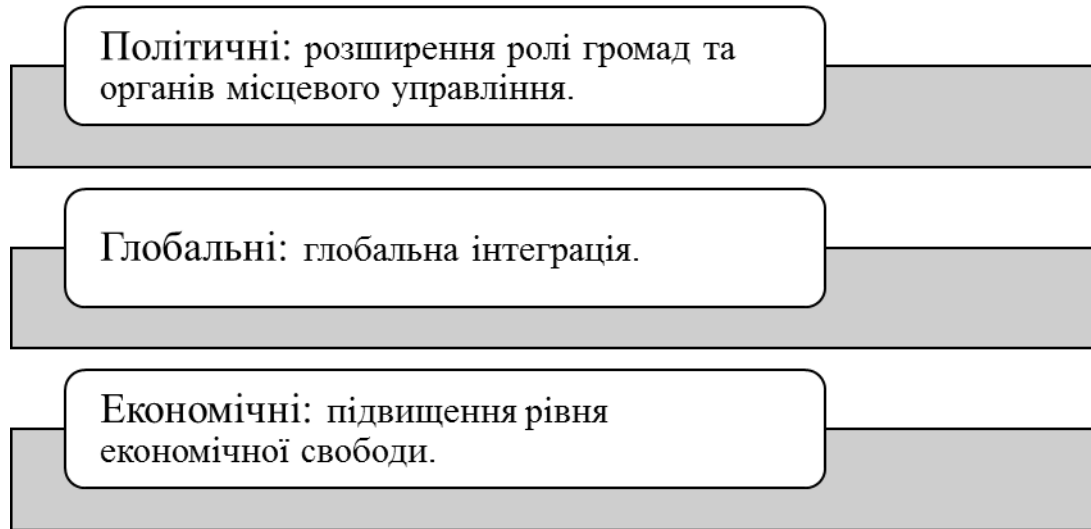 Політичні: розширення ролі громад та
органів місцевого управління.
Глобальні: глобальна інтеграція.
Економічні: підвищення рівня
економічної свободи.